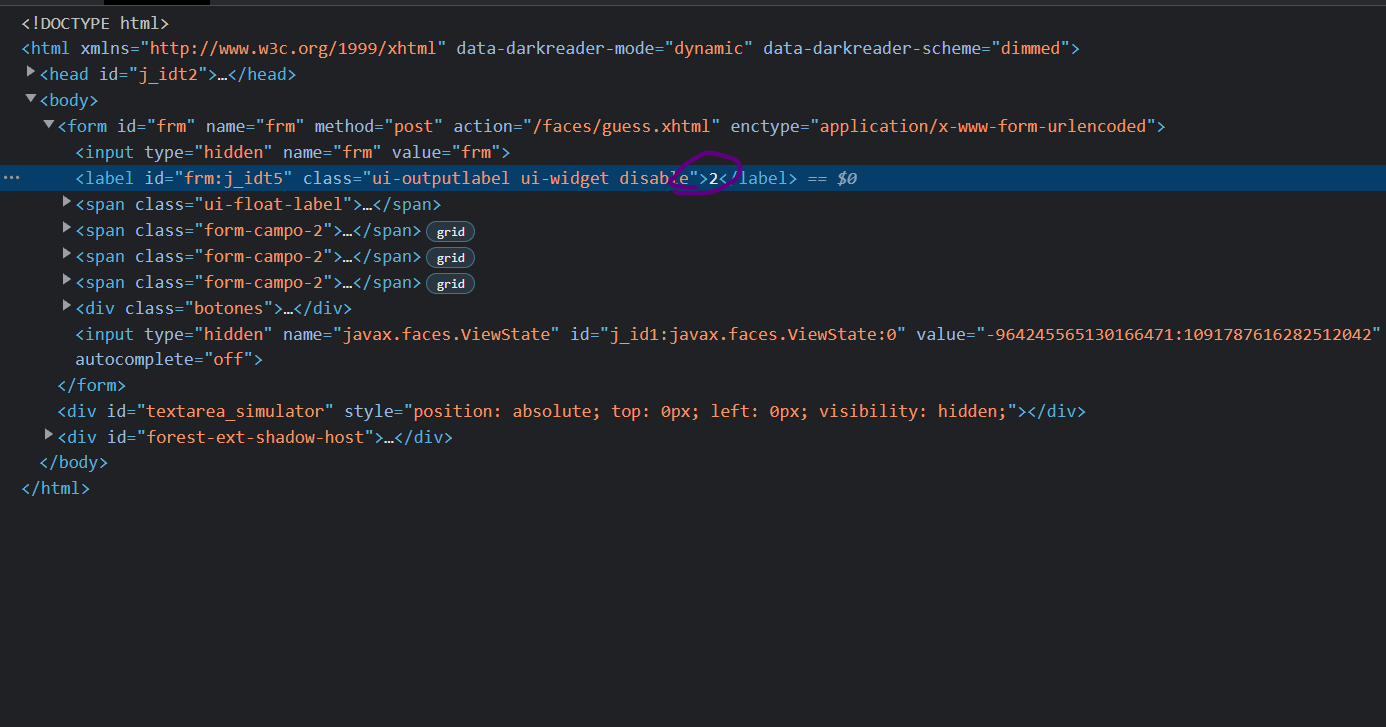 <!DOCTYPE html>
<html xmlns="http://www.w3c.org/1999/xhtml" data-darkreader-mode="dynamic" data-darkreader-scheme="dimmed">
<head id="j_idt2">…</head>
<body>
<form id="frm" name="frm" method="post" action="/faces/guess.xhtml" enctype="application/x-www-form-urlencoded">
<input type="hidden" name="frm" value="frm">
<label id="frm:j_idt5" class="ui-outputlabel ui-widget disable">2</label> == $0
<span class="ui-float-label">…</span>
<span class="form-campo-2">…</span> grid
<span class="form-campo-2">…</span> grid
<span class="form-campo-2">…</span> grid
<div class="botones">…</div>
<input type="hidden" name="javax.faces.ViewState" id="j_id1:javax.faces.ViewState:0" value="-964245565130166471:1091787616282512042"
autocomplete="off">
</form>
<div id="textarea_simulator" style="position: absolute; top: 0px; left: 0px; visibility: hidden;"></div>
<div id="forest-ext-shadow-host">…</div>
</body>
</html>